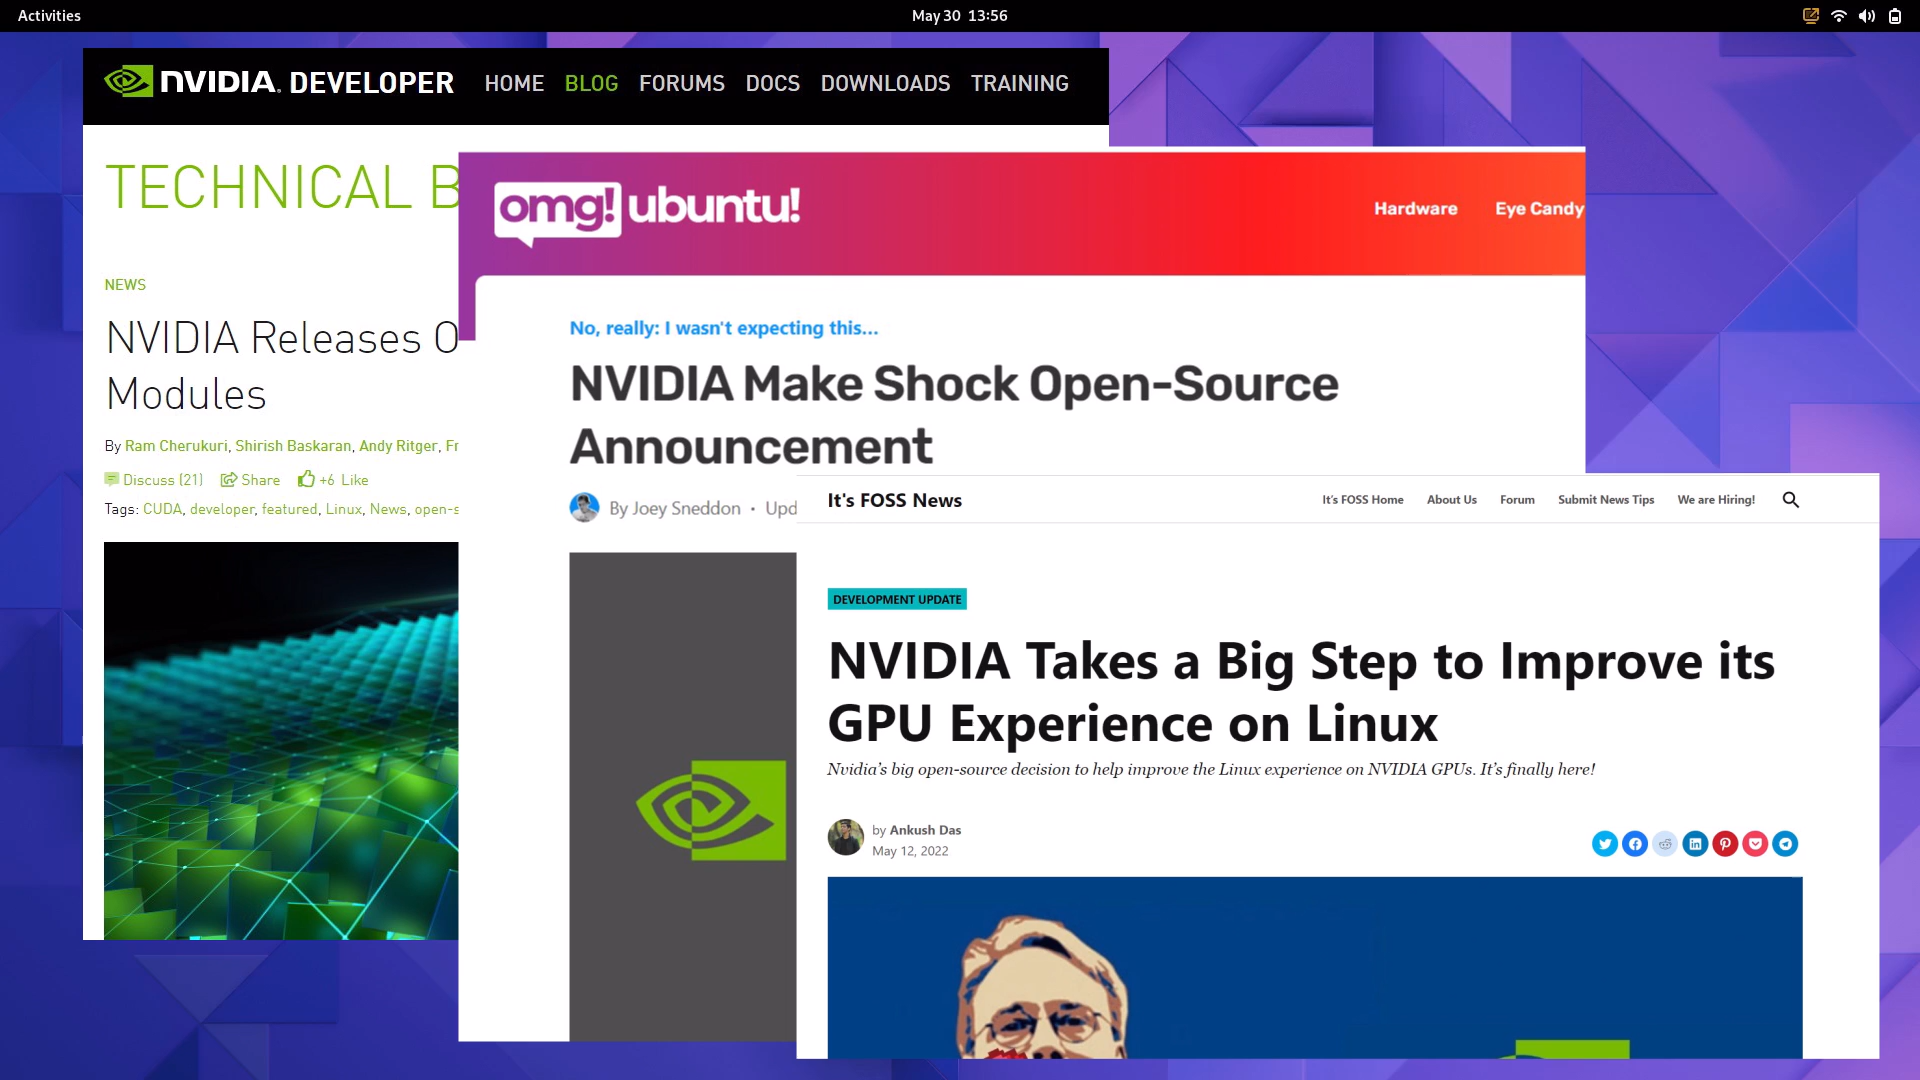 Activities
May 30 13:56
NVIDIA. DEVELOPER
HOME BLOG FORUMS DOCS DOWNLOADS TRAINING
TECHNICAL B
NEWS
NVIDIA Releases O
Modules
By Ram Cherukuri, Shirish Baskaran, Andy Ritger, Fr
Discuss (21) Share +6 Like
Tags: CUDA, developer, featured, Linux, News, open-s
omg! ubuntu!
Hardware Eye Candy
No, really: I wasn't expecting this...
NVIDIA Make Shock Open-Source
Announcement
By Joey Sneddon • Upd
It's FOSS News
It's FOSS Home About Us Forum Submit News Tips We are Hiring!
DEVELOPMENT UPDATE
NVIDIA Takes a Big Step to Improve its
GPU Experience on Linux
Nvidia's big open-source decision to help improve the Linux experience on NVIDIA GPUs. It's finally here!
by Ankush Das
May 12, 2022